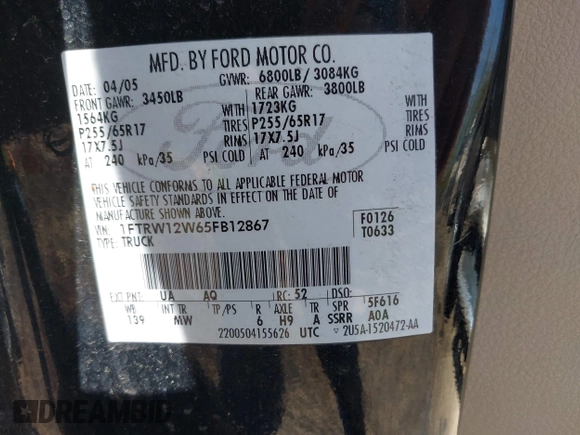 MFD. BY FORD MOTOR CO.
DATE: 04/05 GVWR: 6800LB/ 3084KG
FRONT GAWR: 3450LB REAR GAWR: 3800LB
1564KG WITH 1723KG WITH
P255/65R17 TIRES P255/65R17 TIRES
17X7.5J RIMS 17X7.5J RIMS
AT 240 kPa/35 PSI COLD AT 240 kPa/35 PSI COLD
THIS VEHICLE CONFORMS TO ALL APPLICABLE FEDERAL MOTOR
VEHICLE SAFETY STANDARDS IN EFFECT ON THE DATE OF
MANUFACTURE SHOWN ABOVE.
VIN: 1FTRW12W65FB12867 F0126
TYPE: TRUCK T0633
EXT PNT: UA AQ RC: 52 DSO:
WB INT TR TP/PS R AXLE TR SPR 5F616
139 MW 6 H9 A SSRR A0A
2200504155626 UTC 2U5A-1520472-AA
Ford
DREAMBID